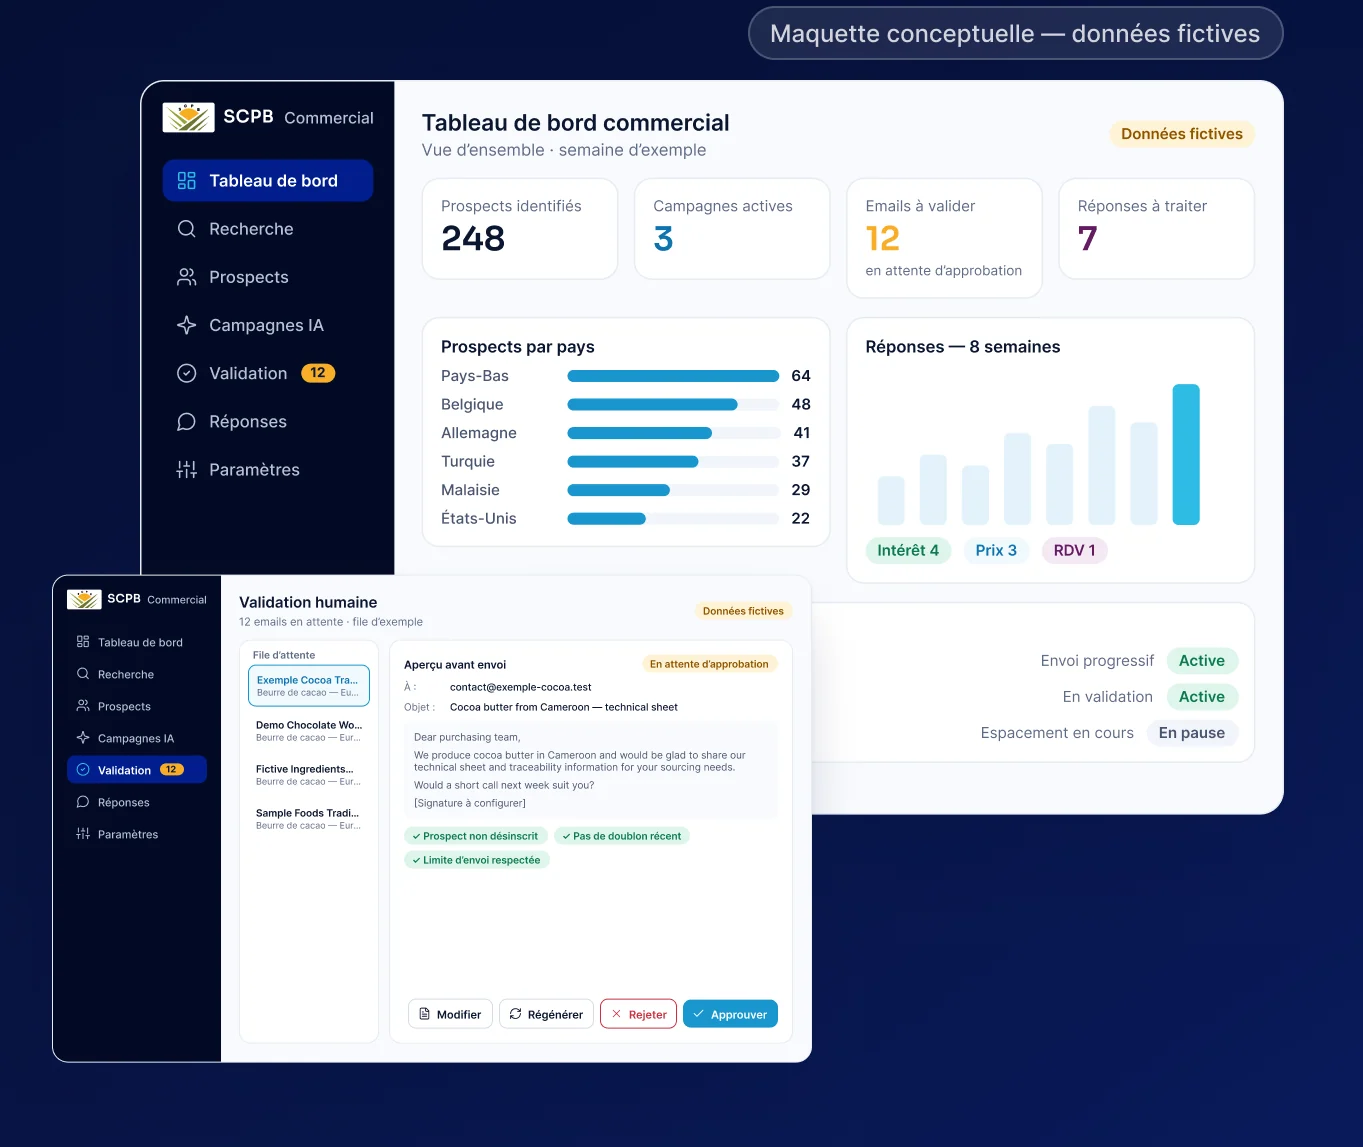 Maquette conceptuelle — données fictives
SCPB Commercial
Tableau de bord
Recherche
Prospects
Campagnes IA
Validation 12
Réponses
Paramètres
Tableau de bord commercial
Vue d’ensemble · semaine d’exemple
Données fictives
Prospects identifiés
248
Campagnes actives
3
Emails à valider
12
en attente d’approbation
Réponses à traiter
7
Prospects par pays
Pays-Bas 64
Belgique 48
Allemagne 41
Turquie 37
Malaisie 29
États-Unis 22
Réponses — 8 semaines
Intérêt 4 Prix 3 RDV 1
Envoi progressif Active
En validation Active
Espacement en cours En pause
SCPB Commercial
Tableau de bord
Recherche
Prospects
Campagnes IA
Validation 12
Réponses
Paramètres
Validation humaine
12 emails en attente · file d’exemple
Données fictives
File d’attente
Exemple Cocoa Tra...
Beurre de cacao — Eu...
Demo Chocolate Wo...
Beurre de cacao — Eur...
Fictive Ingredients...
Beurre de cacao — Eur...
Sample Foods Tradi...
Beurre de cacao — Eur...
Aperçu avant envoi
En attente d’approbation
À : contact@exemple-cocoa.test
Objet : Cocoa butter from Cameroon — technical sheet
Dear purchasing team,
We produce cocoa butter in Cameroon and would be glad to share our
technical sheet and traceability information for your sourcing needs.
Would a short call next week suit you?
[Signature à configurer]
✓ Prospect non désinscrit ✓ Pas de doublon récent
✓ Limite d’envoi respectée
Modifier Régénérer Rejeter Approuver